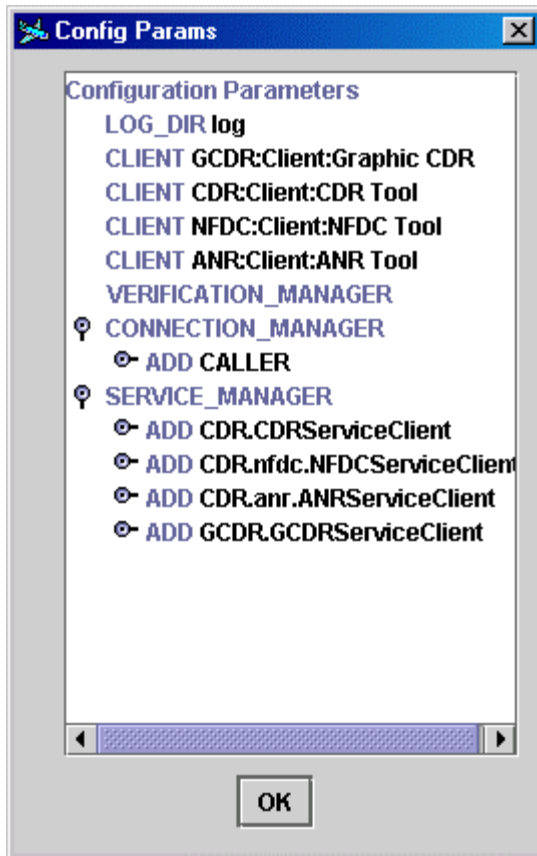 Config Params
Configuration Parameters
LOG_DIR log
CLIENT GCDR:Client:Graphic CDR
CLIENT CDR:Client:CDR Tool
CLIENT NFDC:Client:NFDC Tool
CLIENT ANR:Client:ANR Tool
VERIFICATION_MANAGER
CONNECTION_MANAGER
ADD CALLER
SERVICE_MANAGER
ADD CDR.CDRServiceClient
ADD CDR.nfdc.NFDCServiceClient
ADD CDR.anr.ANRServiceClient
ADD GCDR.GCDRServiceClient
OK